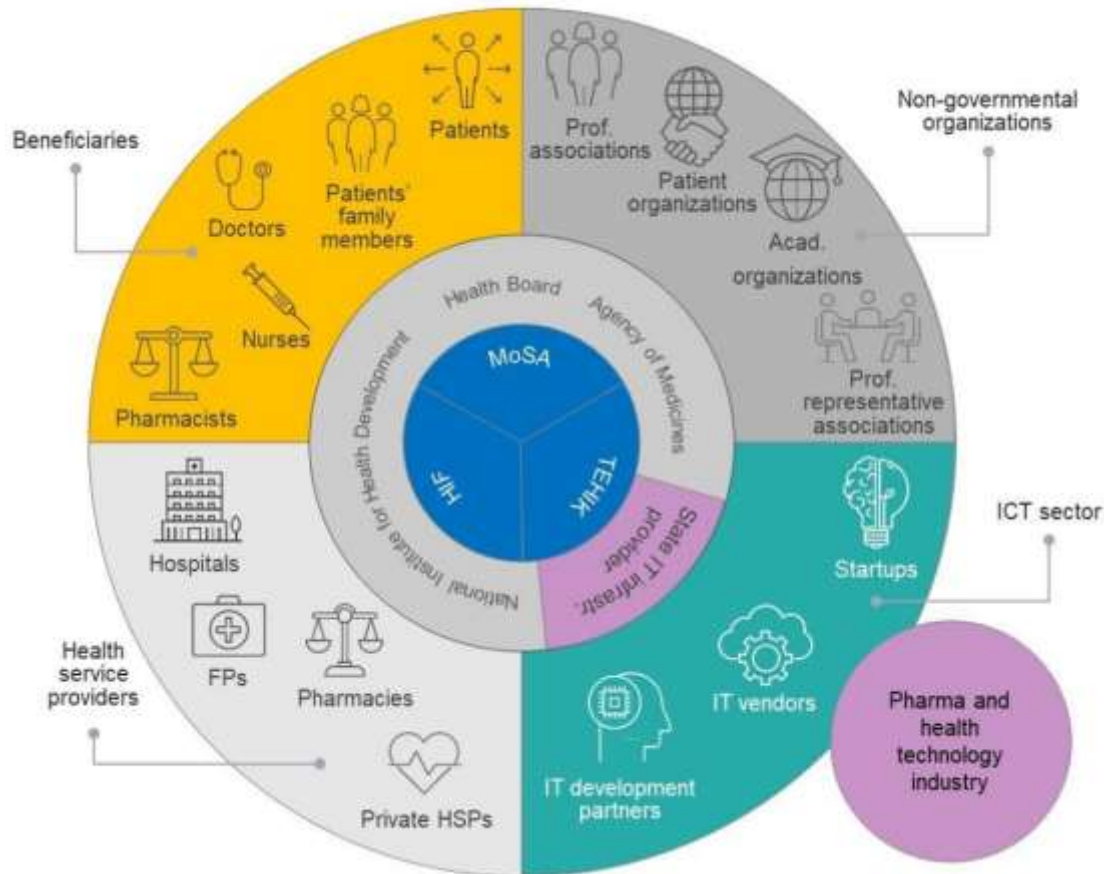 Beneficiaries
Patients
Patients'
family
members
Doctors
Nurses
Pharmacists
Prof.
associations
Patient
organizations
Acad.
organizations
Prof.
representative
associations
Non-governmental
organizations
Health Board
Agency of Medicines
National Institute for Health Development
State IT infrastr.
provider
MoSA
HIF
TEHIK
Hospitals
FPs
Pharmacies
Private HSPs
Health
service
providers
Startups
IT vendors
IT development
partners
ICT sector
Pharma and
health
technology
industry